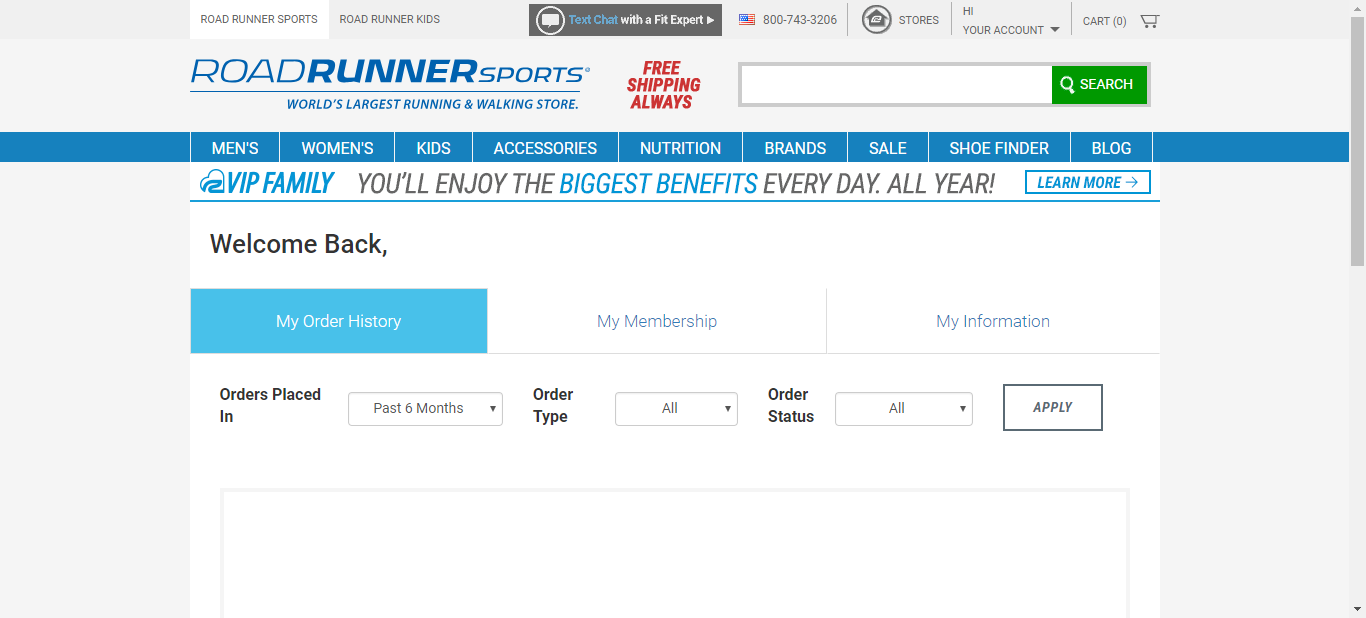 ROAD RUNNER SPORTS
ROAD RUNNER KIDS
Text Chat with a Fit Expert
800-743-3206
STORES
HI
YOUR ACCOUNT
CART (0)
ROADRUNNERSPORTS®
WORLD'S LARGEST RUNNING & WALKING STORE.
FREE
SHIPPING
ALWAYS
SEARCH
MEN'S
WOMEN'S
KIDS
ACCESSORIES
NUTRITION
BRANDS
SALE
SHOE FINDER
BLOG
VIP FAMILY
YOU'LL ENJOY THE BIGGEST BENEFITS EVERY DAY. ALL YEAR!
LEARN MORE →
Welcome Back,
My Order History
My Membership
My Information
Orders Placed
In
Past 6 Months
Order
Type
All
Order
Status
All
APPLY